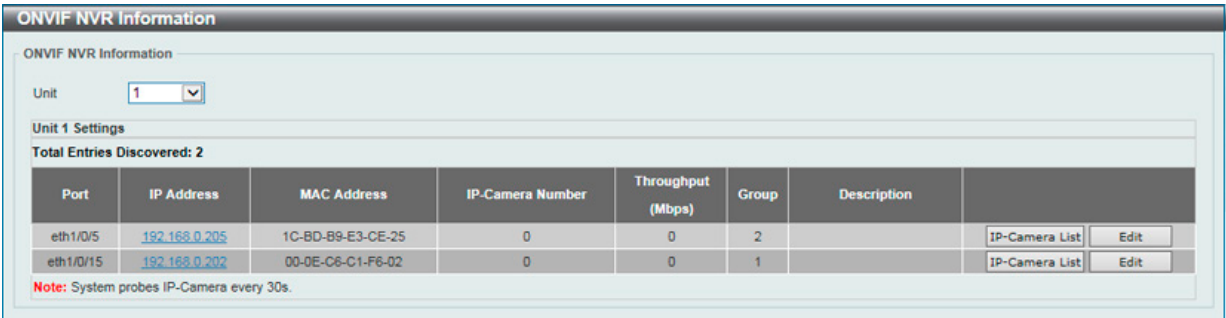 ONVIF NVR Information
ONVIF NVR Information
Unit 1
Unit 1 Settings
Total Entries Discovered: 2
Port IP Address MAC Address IP-Camera Number Throughput (Mbps) Group Description
eth1/0/5 192.168.0.205 1C-BD-B9-E3-CE-25 0 0 2 IP-Camera List Edit
eth1/0/15 192.168.0.202 00-0E-C6-C1-F6-02 0 0 1 IP-Camera List Edit
Note: System probes IP-Camera every 30s.